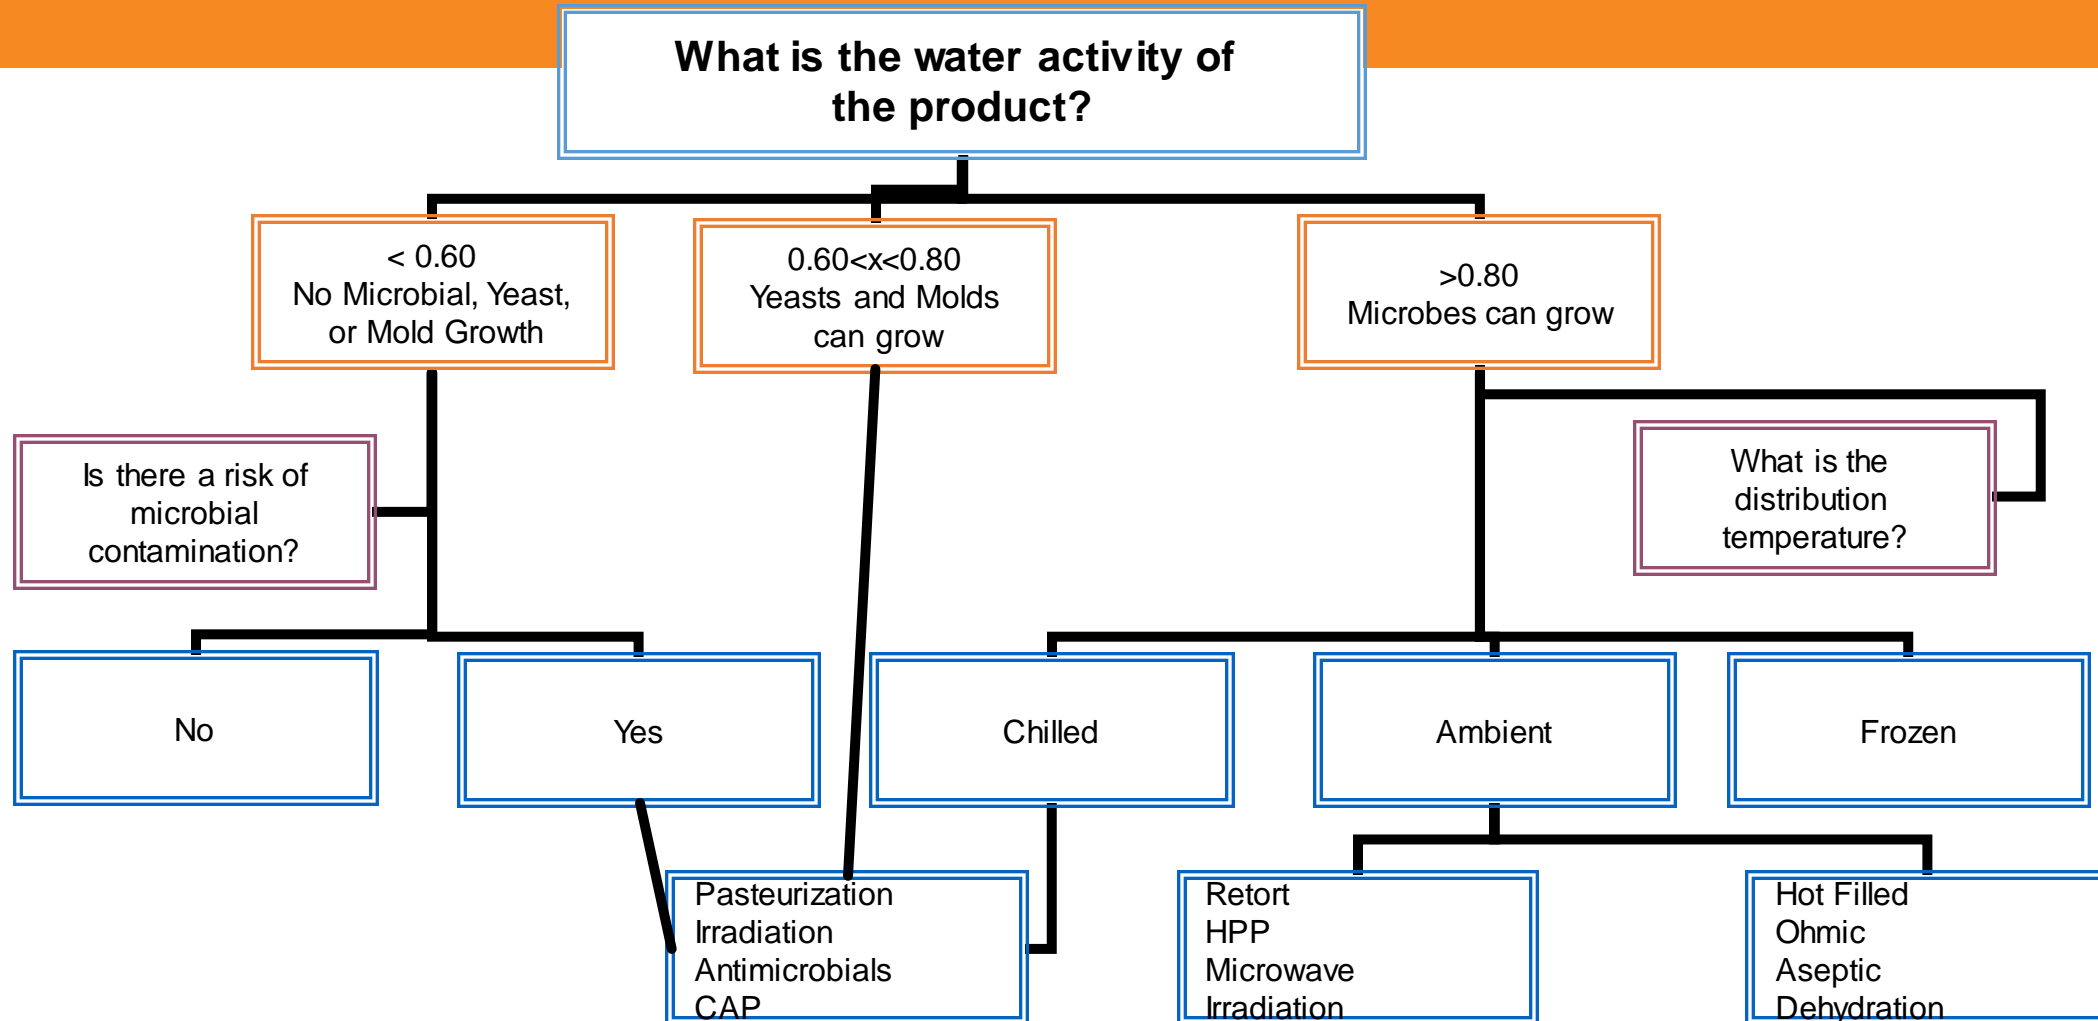 What is the water activity of
the product?
< 0.60
No Microbial, Yeast,
or Mold Growth
0.60<x<0.80
Yeasts and Molds
can grow
>0.80
Microbes can grow
Is there a risk of
microbial
contamination?
What is the
distribution
temperature?
No
Yes
Chilled
Ambient
Frozen
Pasteurization
Irradiation
Antimicrobials
CAP
Retort
HPP
Microwave
Irradiation
Hot Filled
Ohmic
Aseptic
Dehydration